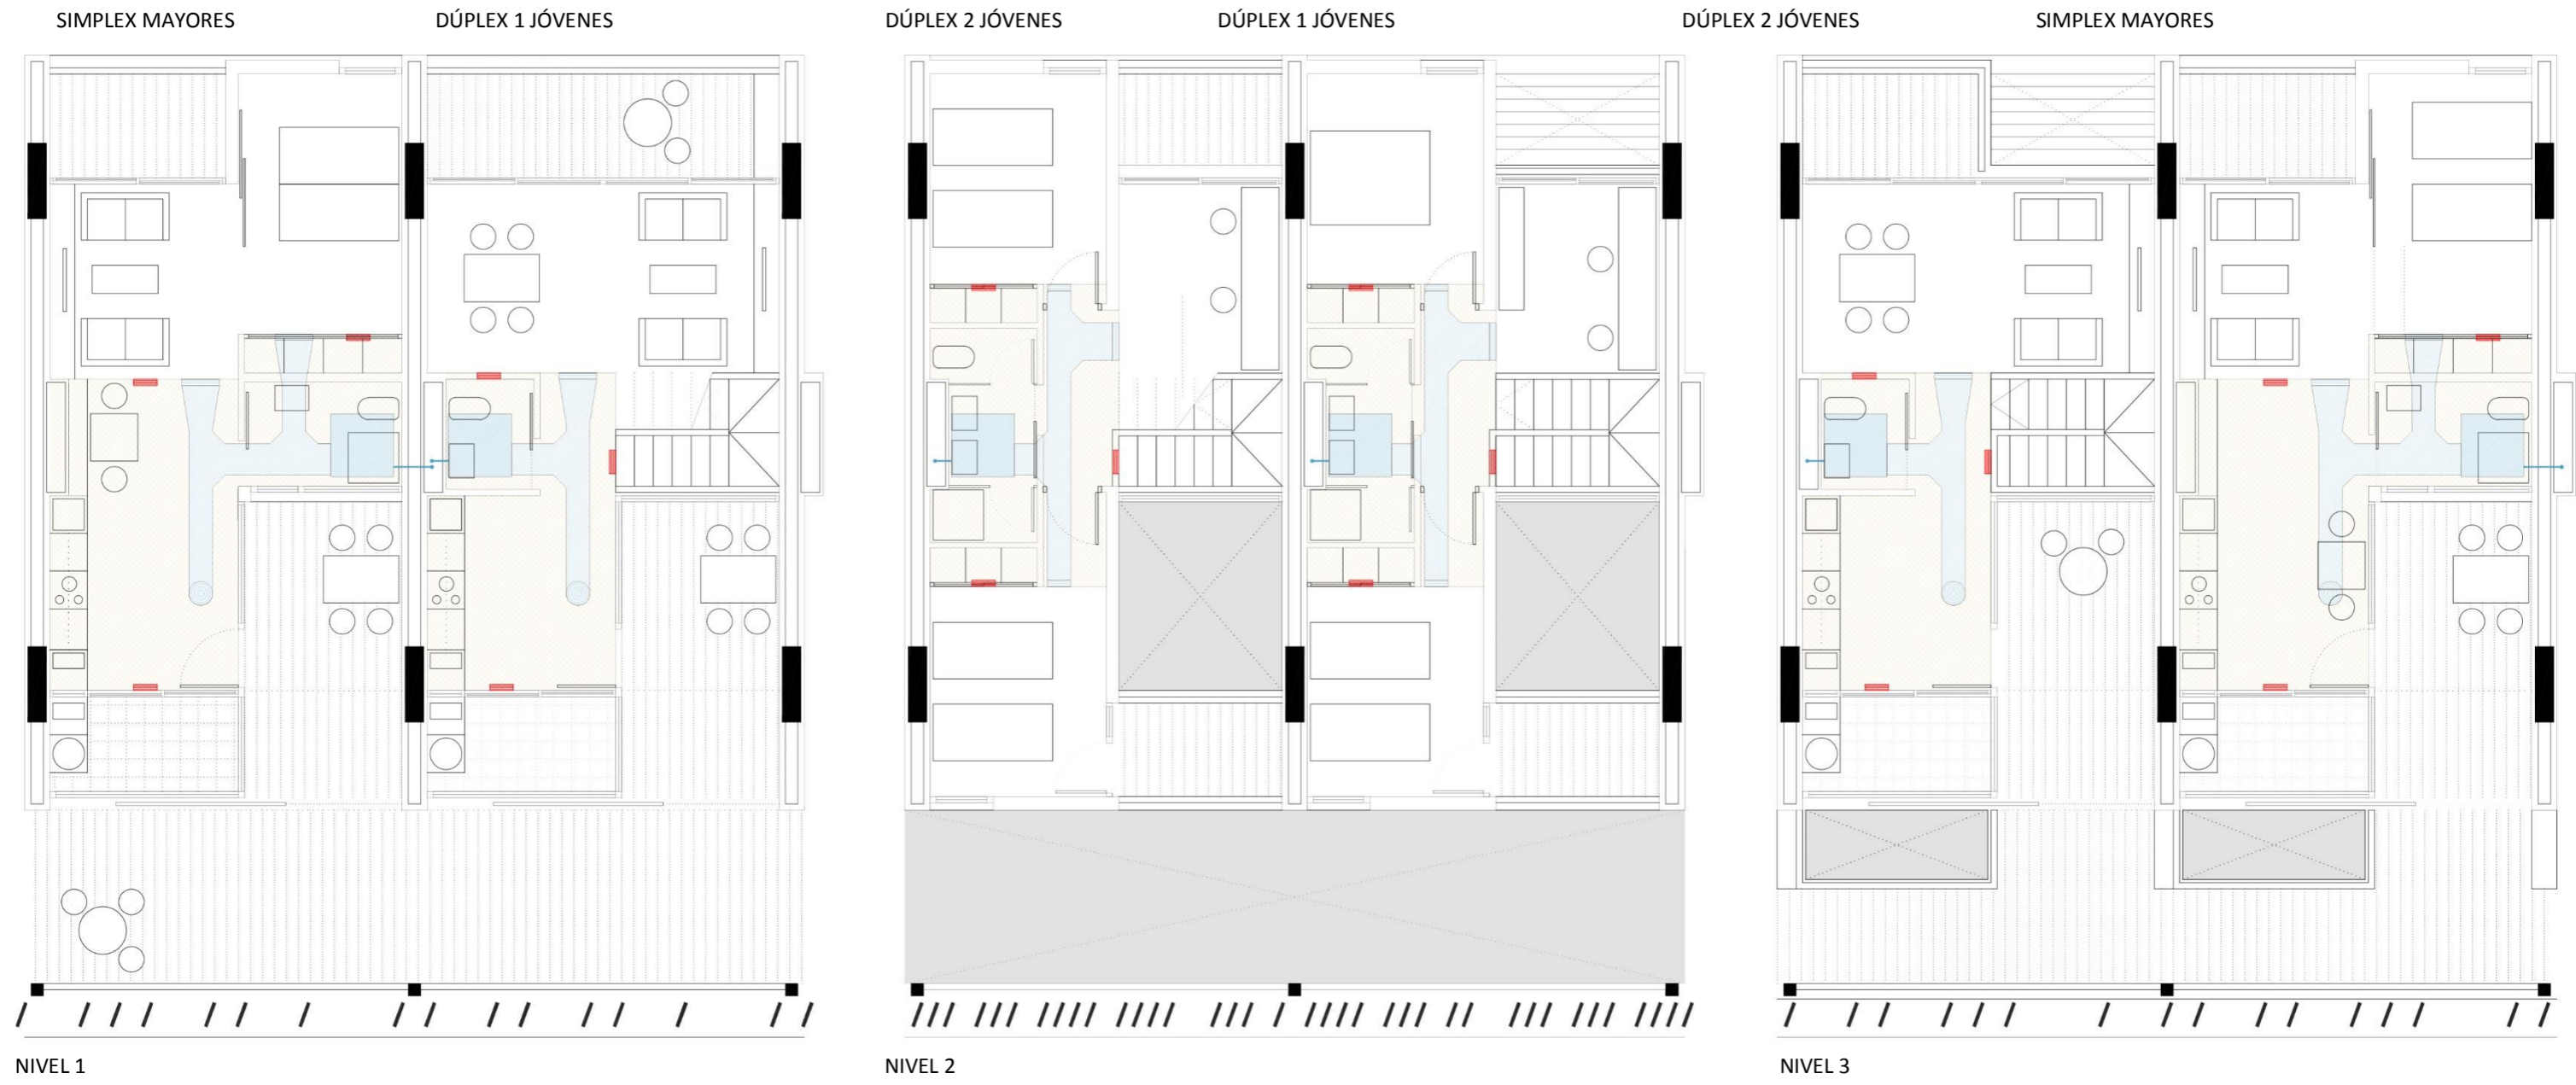 SIMPLEX MAYORES
DÚPLEX 1 JÓVENES
DÚPLEX 2 JÓVENES
DÚPLEX 1 JÓVENES
DÚPLEX 2 JÓVENES
SIMPLEX MAYORES
NIVEL 1
NIVEL 2
NIVEL 3